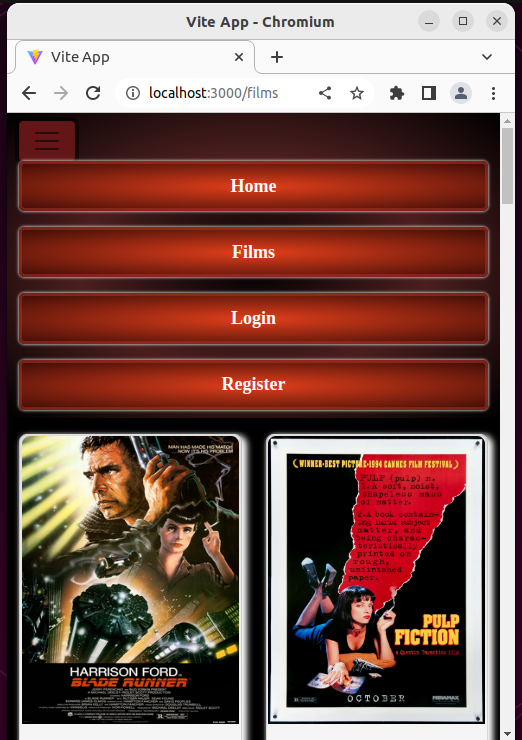 Vite App - Chromium
Vite App
localhost:3000/films
Home
Films
Login
Register
MAN HAS MADE HIS MATCH
...NOW IT'S HIS PROBLEM
HARRISON FORD
BLADE RUNNER
WINNER-BEST PICTURE-1994 CANNES FILM FESTIVAL
PULP (pulp) n.
1. A soft, moist,
shapeless mass
of matter.
2. A book contain-
ing lurid subject
matter, and
being charac-
teristically
printed on
rough,
unfinished
paper.
PULP
FICTION
a Quentin Tarantino film
OCTOBER
MIRAMAX